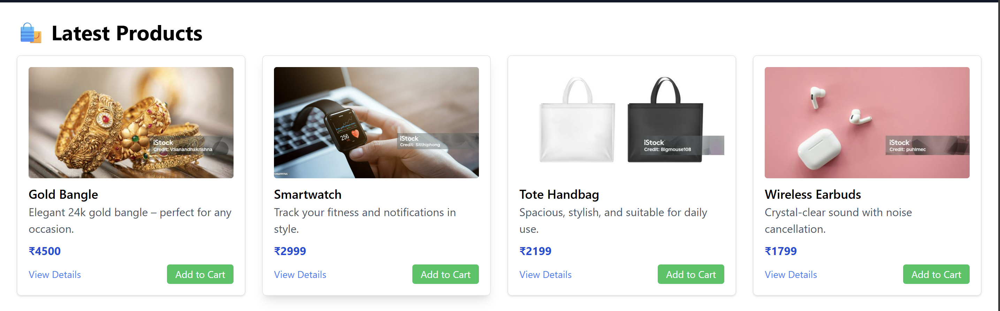 Latest Products
iStock
Credit: VSanandhakrishna
Gold Bangle
Elegant 24k gold bangle – perfect for any
occasion.
₹4500
View Details
Add to Cart
256
CAL
iStock
Credit: Sitthiphong
1286099765
Smartwatch
Track your fitness and notifications in
style.
₹2999
View Details
Add to Cart
iStock
Credit: Bigmouse108
Tote Handbag
Spacious, stylish, and suitable for daily
use.
₹2199
View Details
Add to Cart
iStock
Credit: puhimec
Wireless Earbuds
Crystal-clear sound with noise
cancellation.
₹1799
View Details
Add to Cart